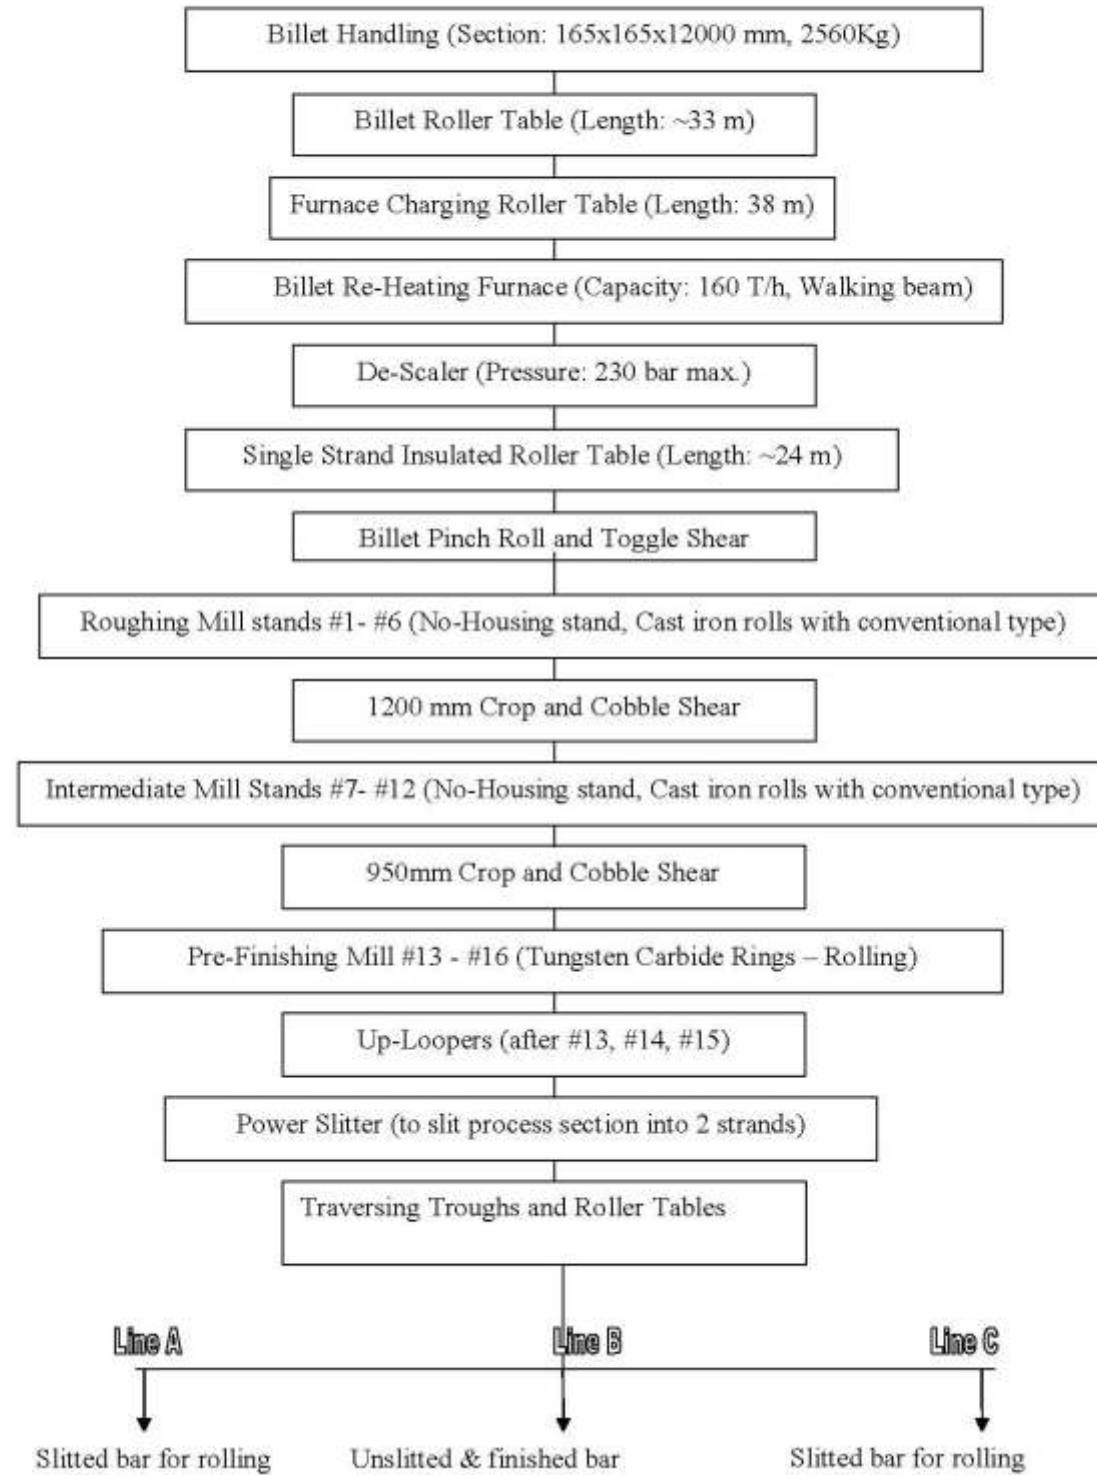 Billet Handling (Section: 165x165x12000 mm, 2560Kg)
Billet Roller Table (Length: ~33 m)
Furnace Charging Roller Table (Length: 38 m)
Billet Re-Heating Furnace (Capacity: 160 T/h, Walking beam)
De-Scaler (Pressure: 230 bar max.)
Single Strand Insulated Roller Table (Length: ~24 m)
Billet Pinch Roll and Toggle Shear
Roughing Mill stands #1- #6 (No-Housing stand, Cast iron rolls with conventional type)
1200 mm Crop and Cobble Shear
Intermediate Mill Stands #7- #12 (No-Housing stand, Cast iron rolls with conventional type)
950mm Crop and Cobble Shear
Pre-Finishing Mill #13 - #16 (Tungsten Carbide Rings – Rolling)
Up-Loopers (after #13, #14, #15)
Power Slitter (to slit process section into 2 strands)
Traversing Troughs and Roller Tables
Line A Line B Line C
Slitted bar for rolling Unslitted & finished bar Slitted bar for rolling